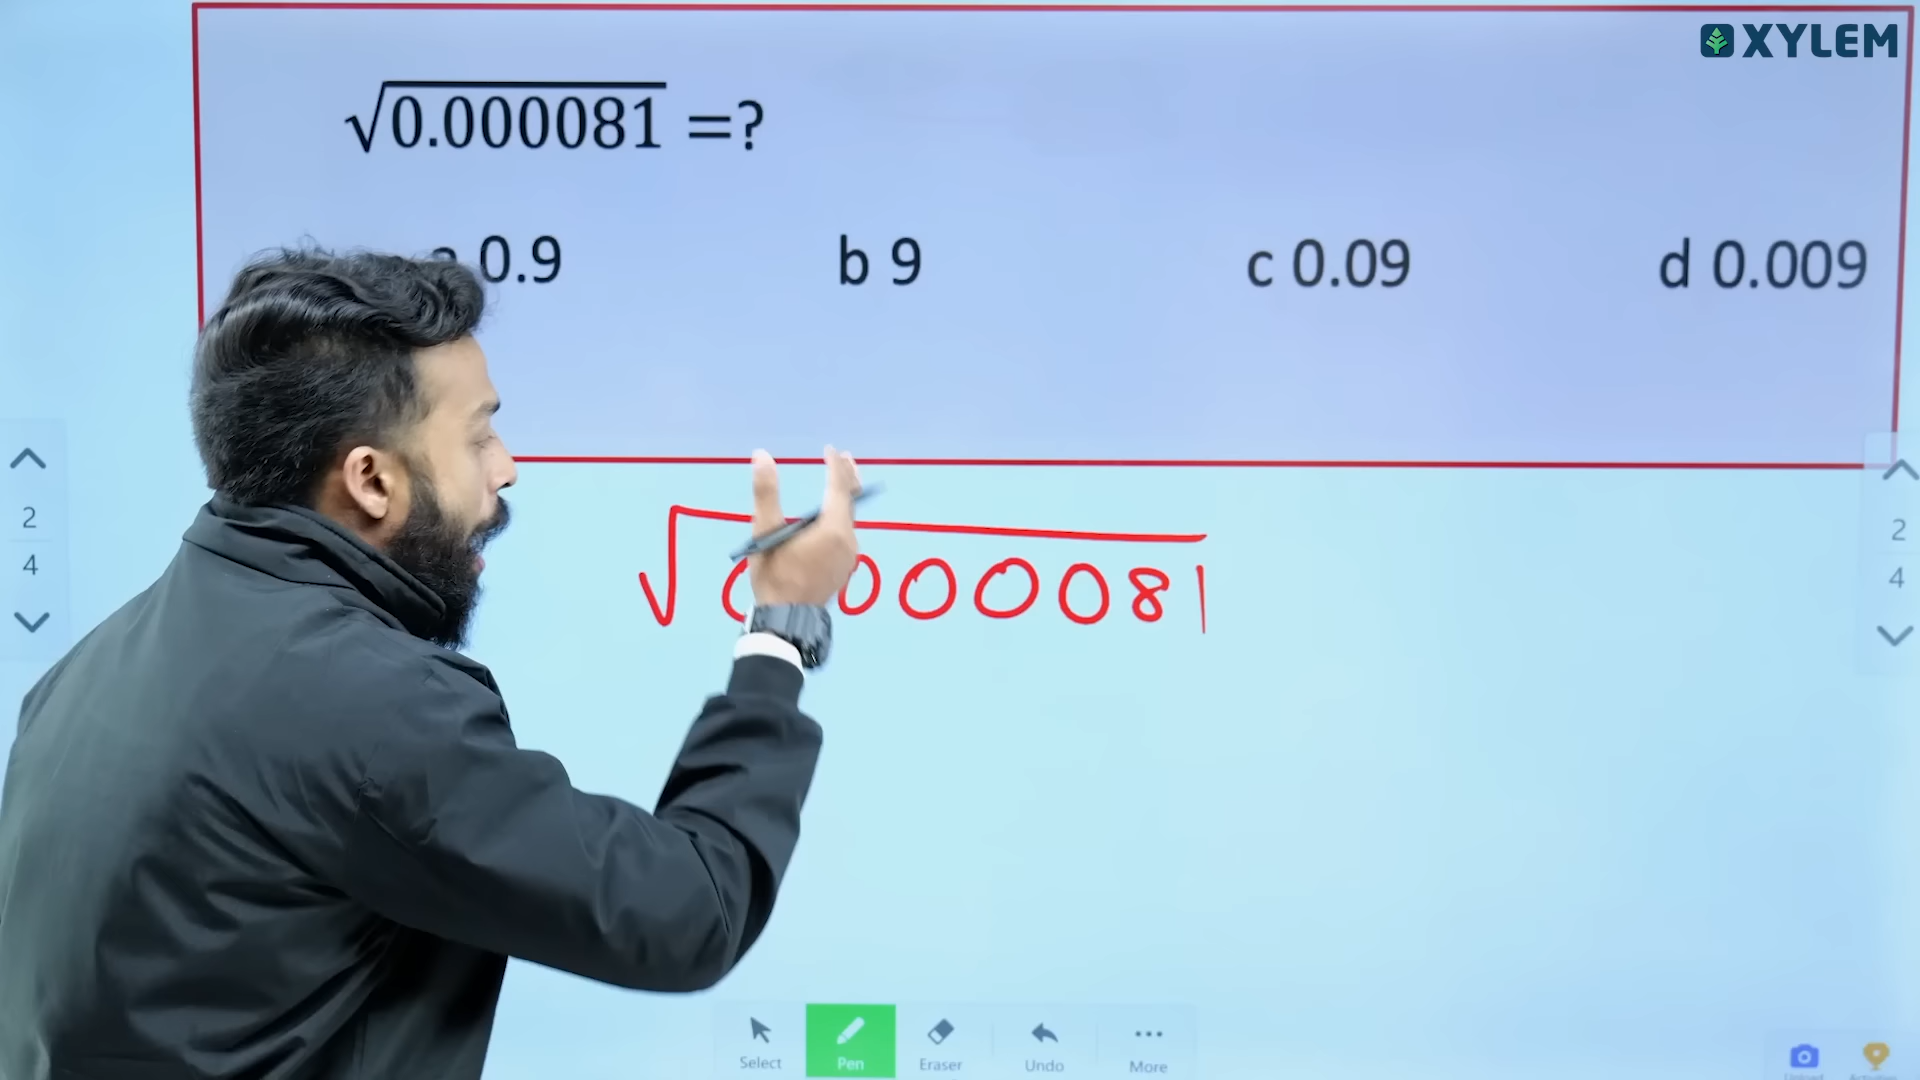 XYLEM
√0.000081 =?
a 0.9 b 9 c 0.09 d 0.009
2 2
4 4
√0 000081
Select Pen Eraser Undo More